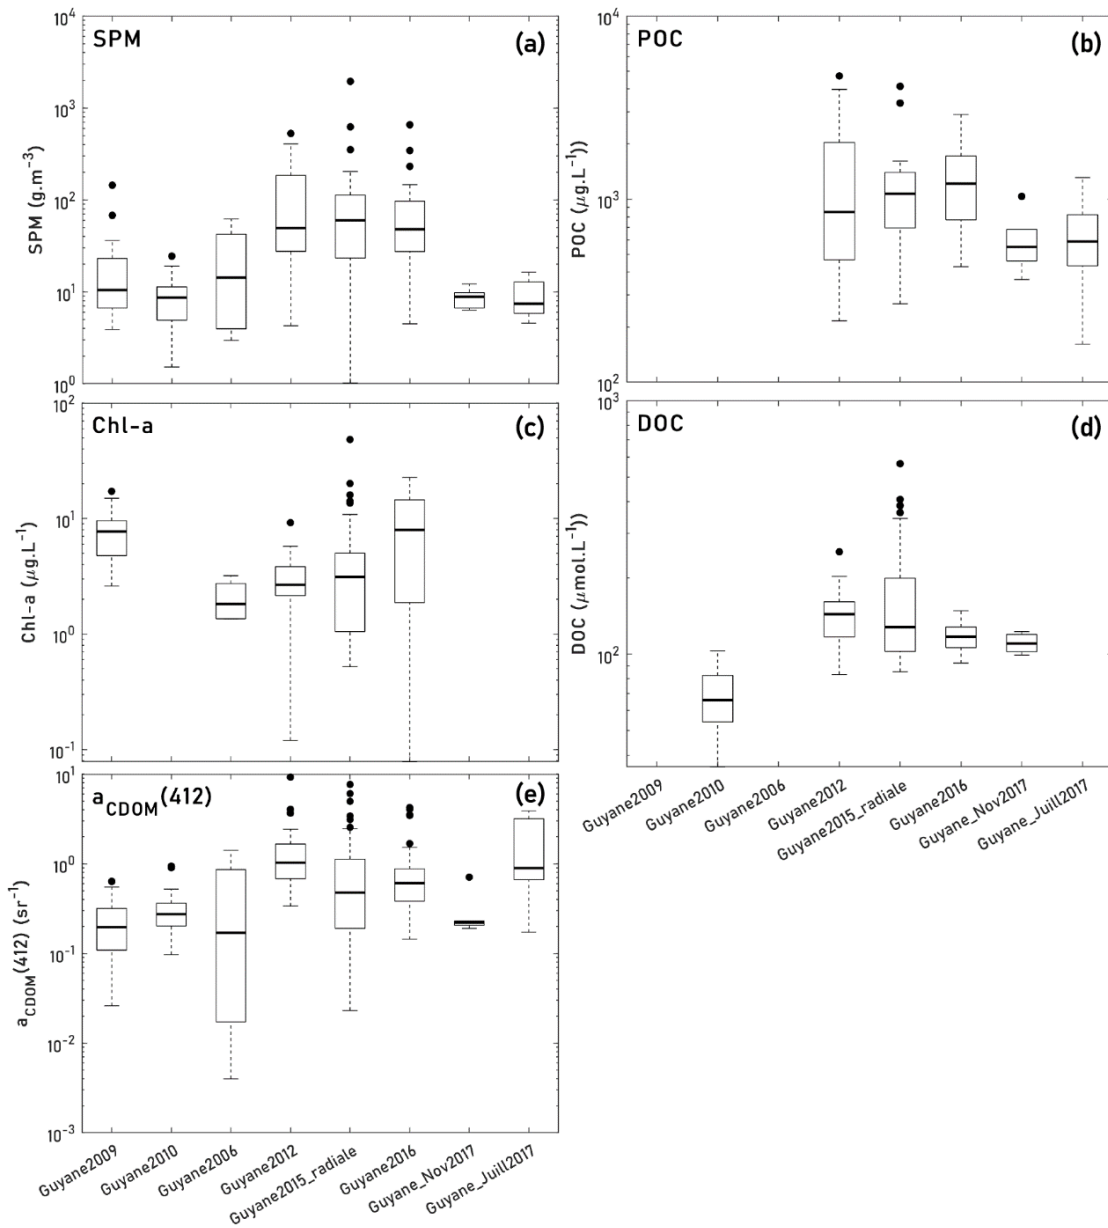 SPM
(a)
10⁴
10³
10²
10¹
10⁰
SPM (g.m⁻³)
POC
(b)
10⁴
10³
10²
POC (µg.L⁻¹))
Chl-a
(c)
10²
10¹
10⁰
10⁻¹
Chl-a (µg.L⁻¹)
DOC
(d)
10³
10²
DOC (µmol.L⁻¹))
Guyane2009
Guyane2010
Guyane2006
Guyane2012
Guyane2015_radiale
Guyane2016
Guyane_Nov2017
Guyane_Juill2017
a_CDOM(412)
(e)
10¹
10⁰
10⁻¹
10⁻²
10⁻³
a_CDOM(412) (sr⁻¹)
Guyane2009
Guyane2010
Guyane2006
Guyane2012
Guyane2015_radiale
Guyane2016
Guyane_Nov2017
Guyane_Juill2017